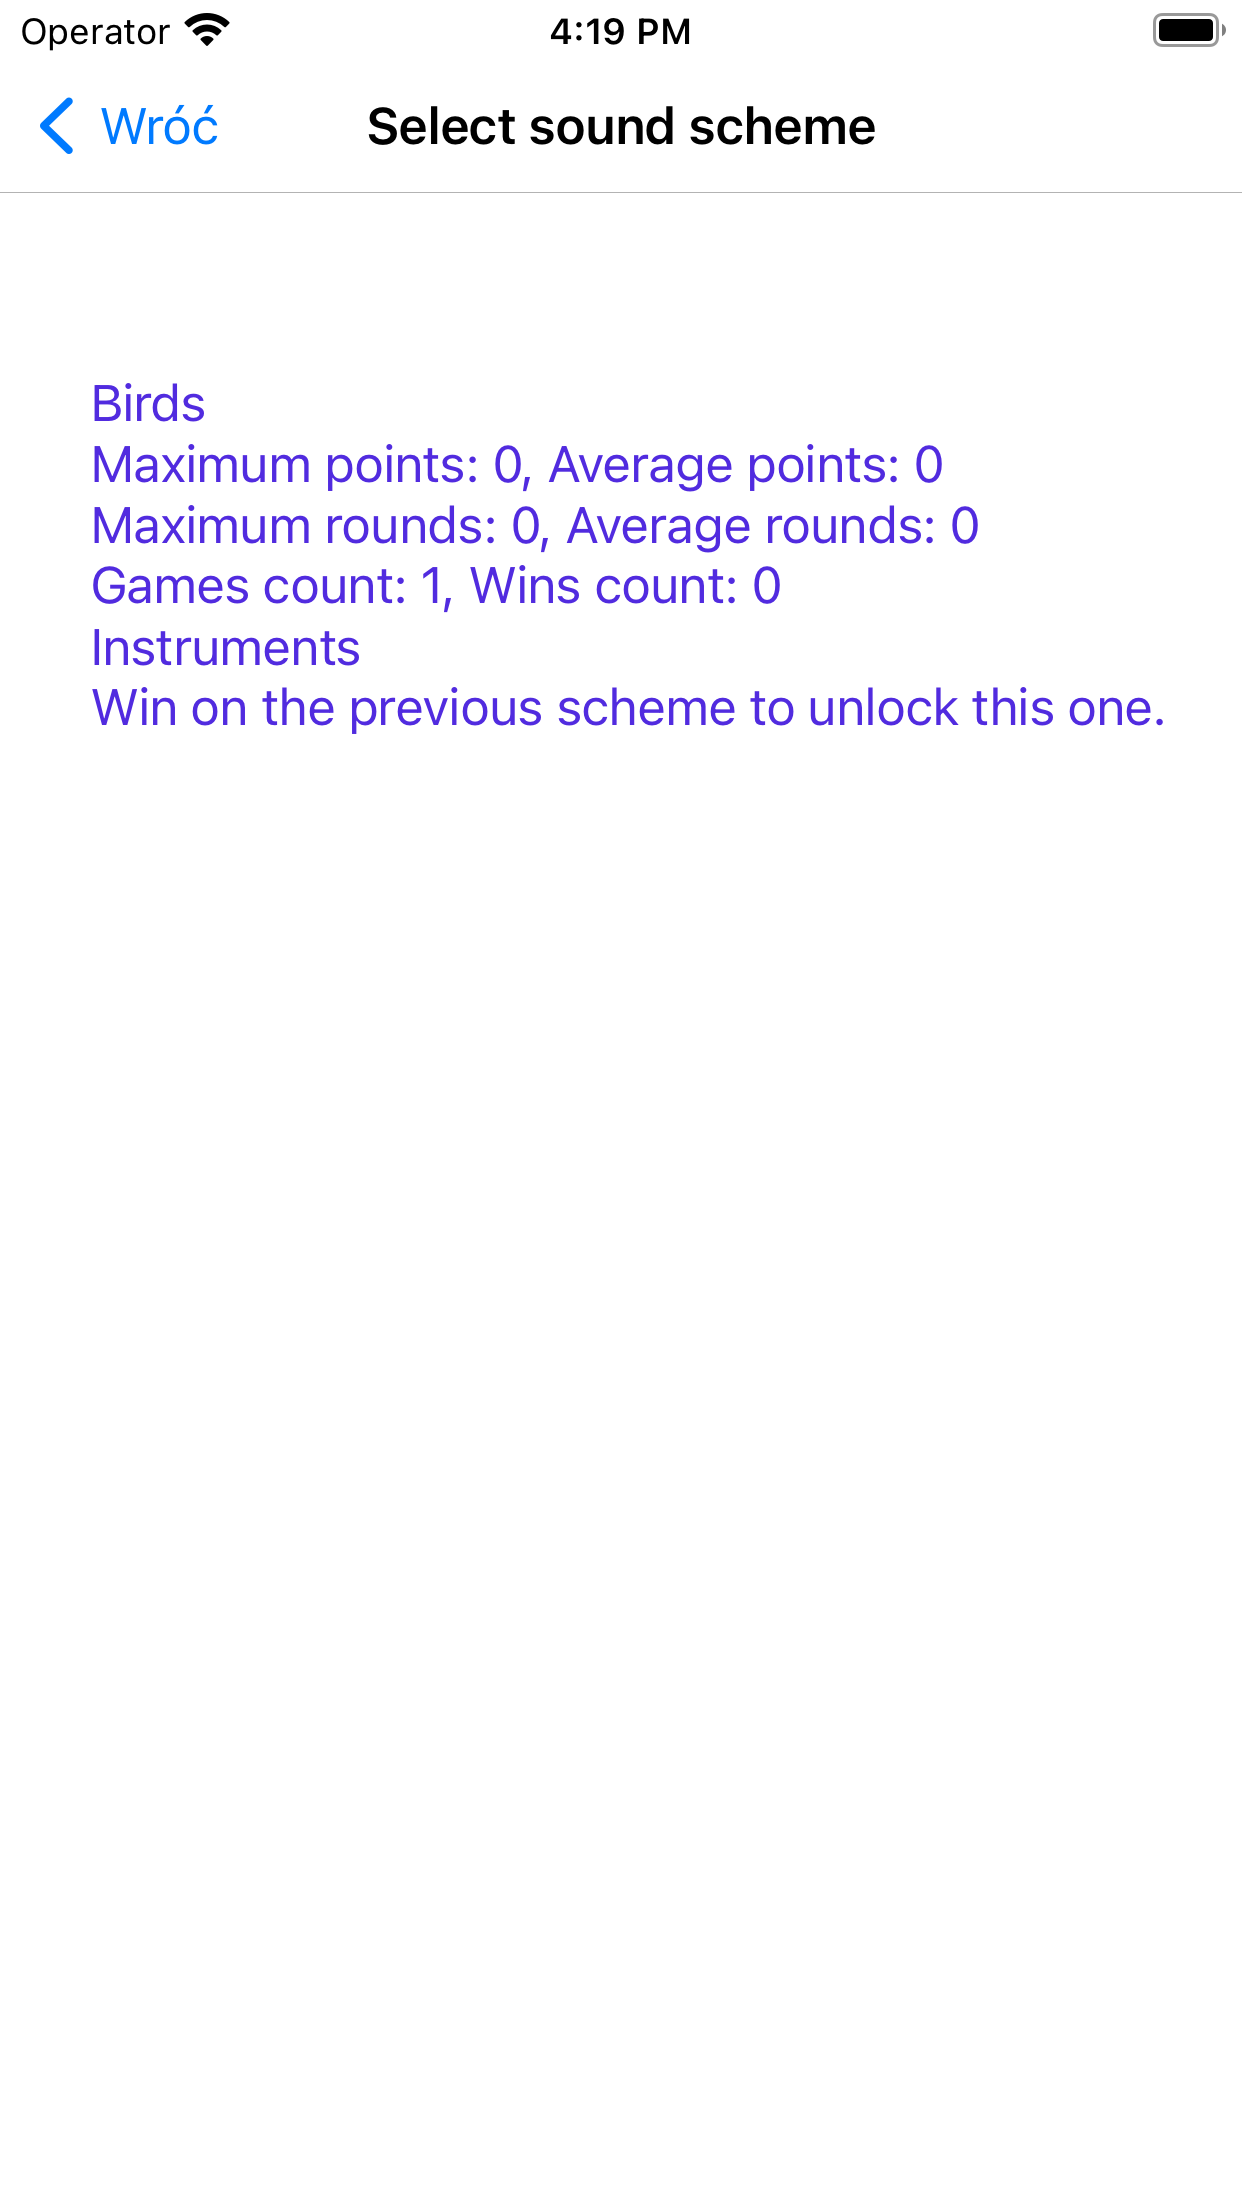 Operator 4:19 PM
Wróć Select sound scheme
Birds
Maximum points: 0, Average points: 0
Maximum rounds: 0, Average rounds: 0
Games count: 1, Wins count: 0
Instruments
Win on the previous scheme to unlock this one.